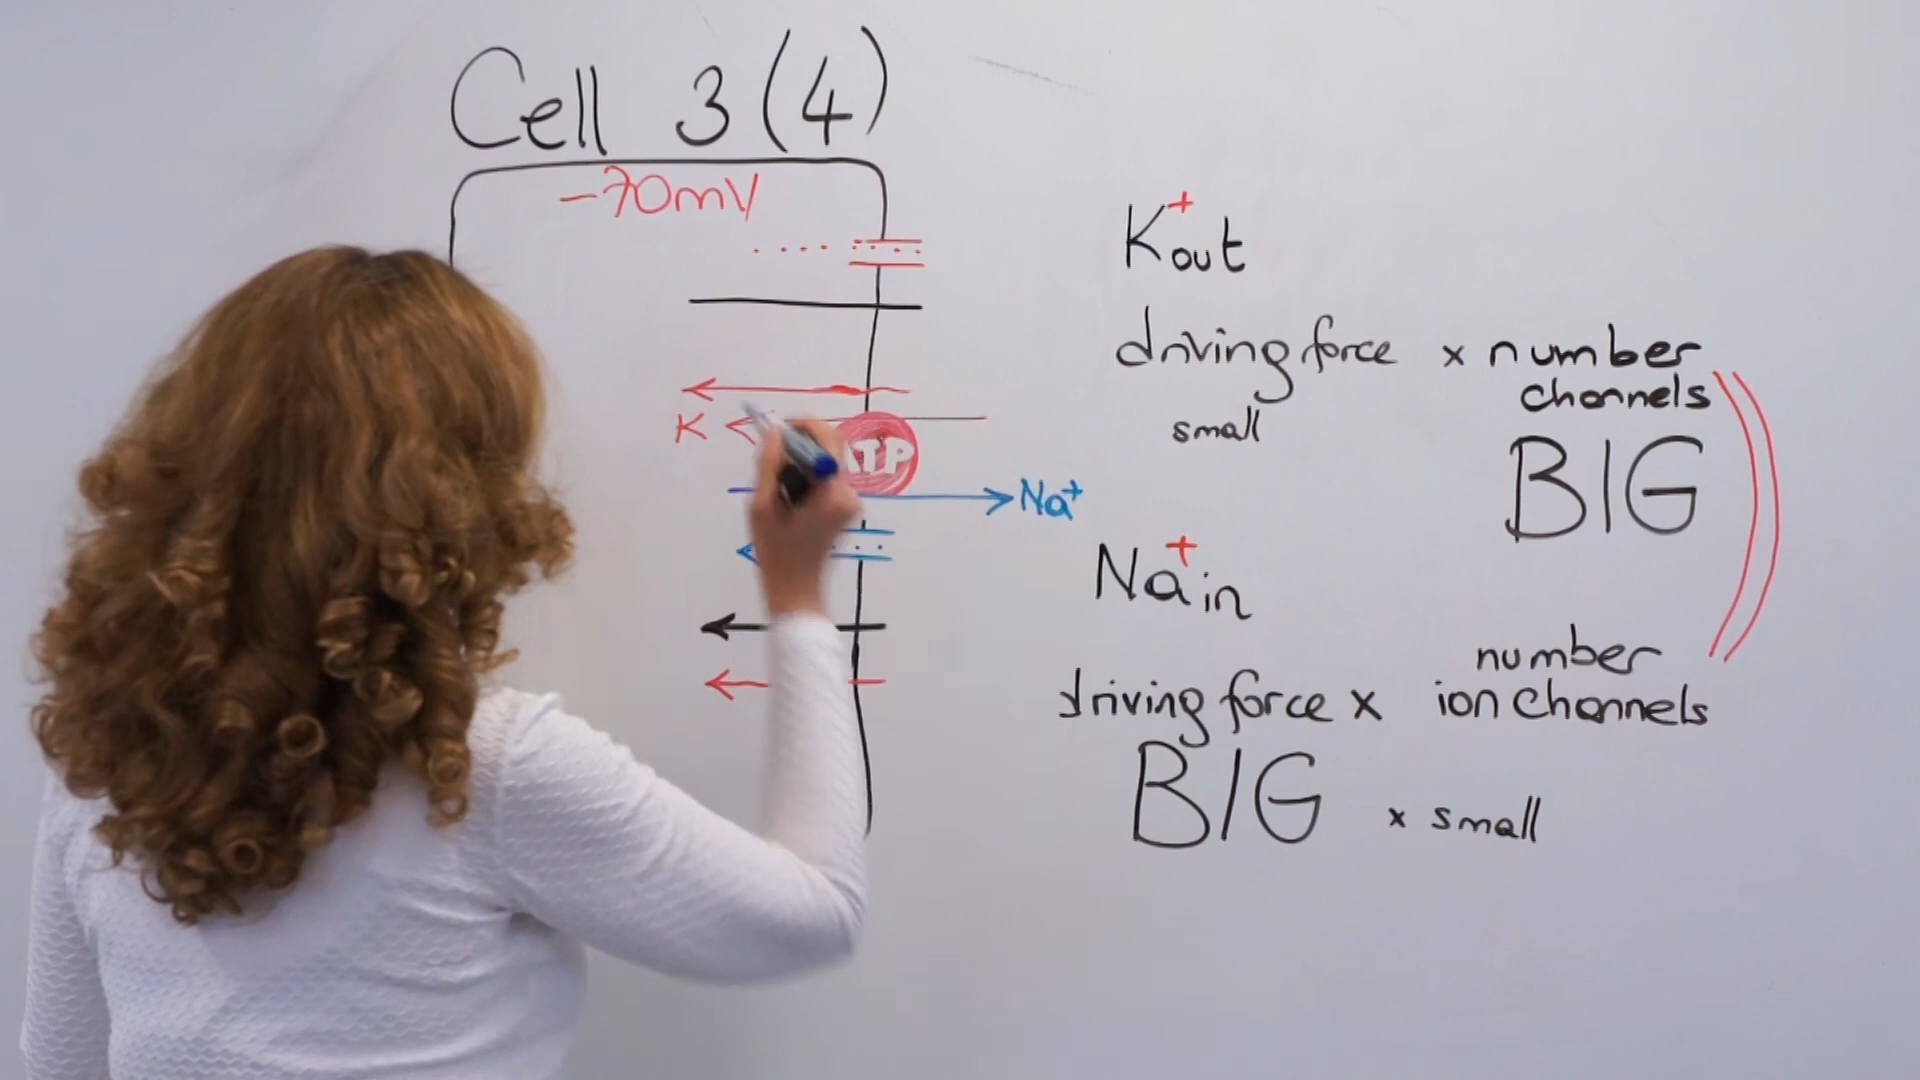 Cell 3 (4)
-70mV
K
ATP
Na+
K+ out
driving force x number channels
small
BIG
Na+ in
driving force x number ion channels
BIG x small